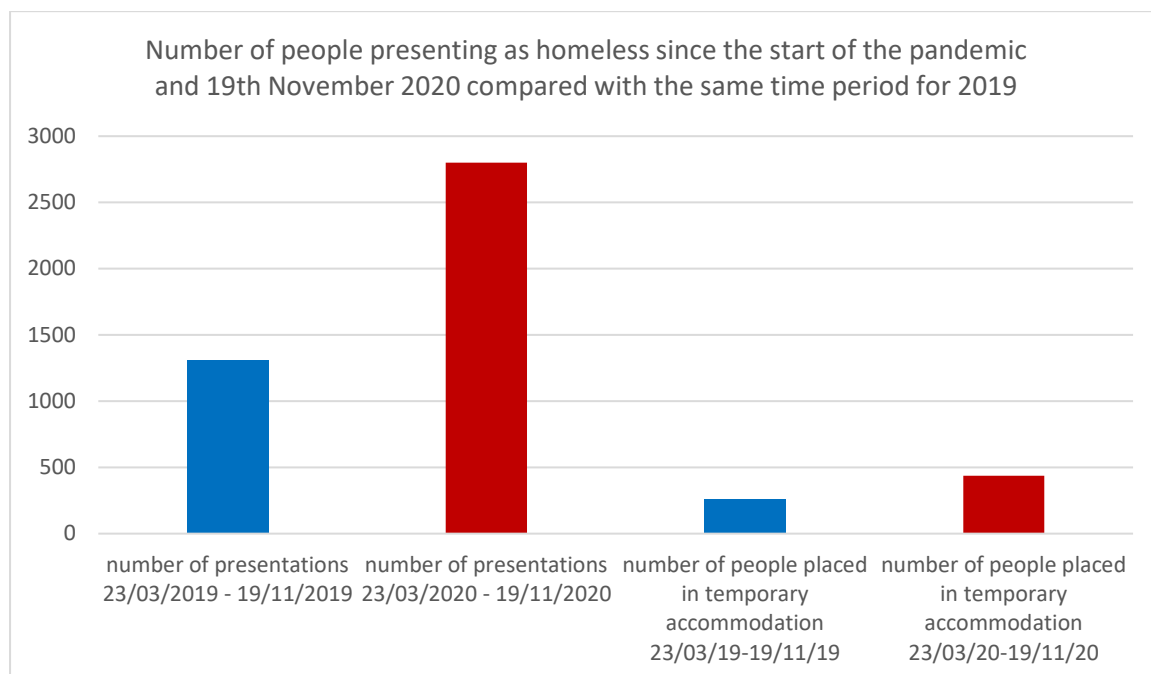 Number of people presenting as homeless since the start of the pandemic
and 19th November 2020 compared with the same time period for 2019
3000
2500
2000
1500
1000
500
0
number of presentations
23/03/2019 - 19/11/2019
number of presentations
23/03/2020 - 19/11/2020
number of people placed
in temporary
accommodation
23/03/19-19/11/19
number of people placed
in temporary
accommodation
23/03/20-19/11/20